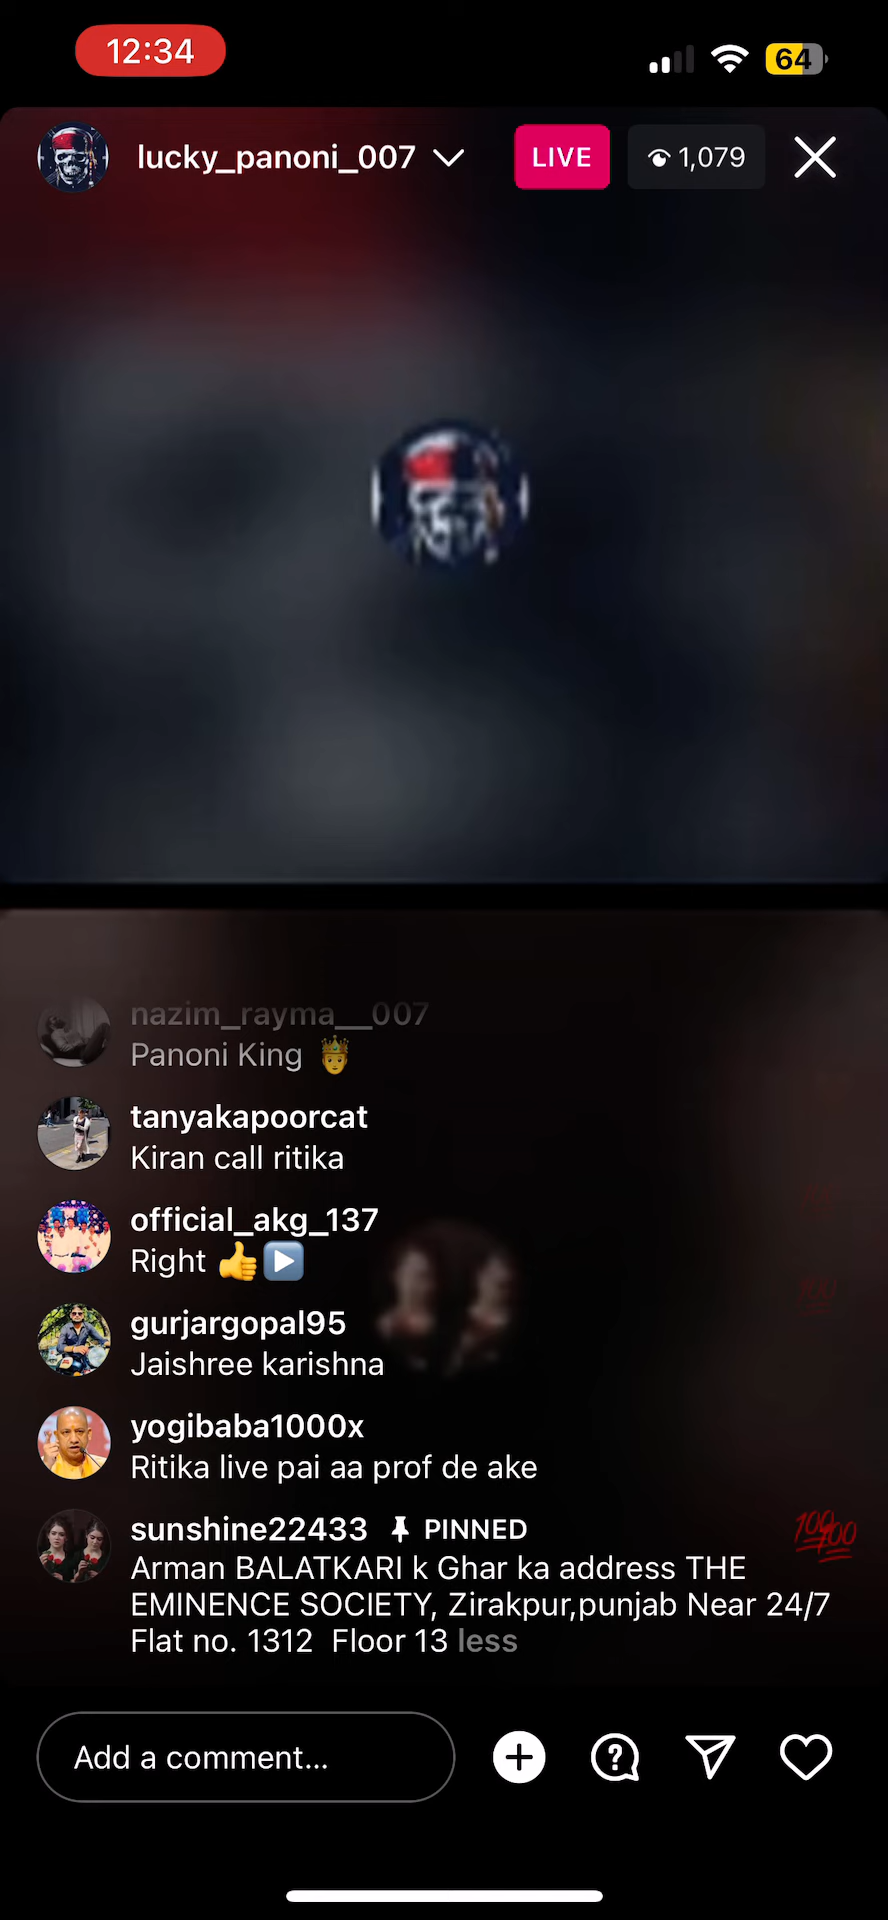 12:34
64
lucky_panoni_007
LIVE
1,079
nazim_rayma__007
Panoni King 🤴
tanyakapoorcat
Kiran call ritika
official_akg_137
Right 👍▶️
gurjargopal95
Jaishree karishna
yogibaba1000x
Ritika live pai aa prof de ake
sunshine22433 PINNED
Arman BALATKARI k Ghar ka address THE
EMINENCE SOCIETY, Zirakpur,punjab Near 24/7
Flat no. 1312 Floor 13 less
100 100
Add a comment...